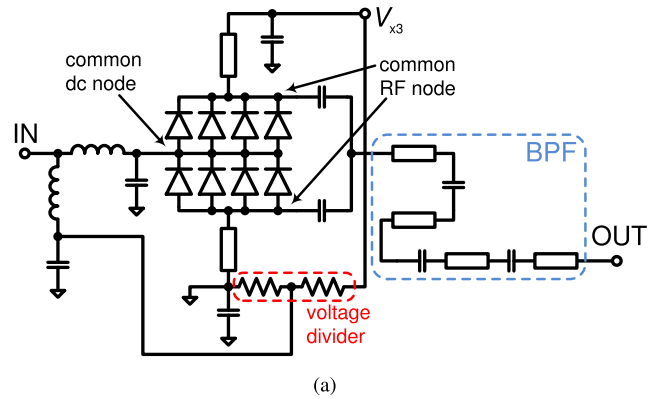 V x3
common
dc node
common
RF node
IN
BPF
OUT
voltage
divider
(a)